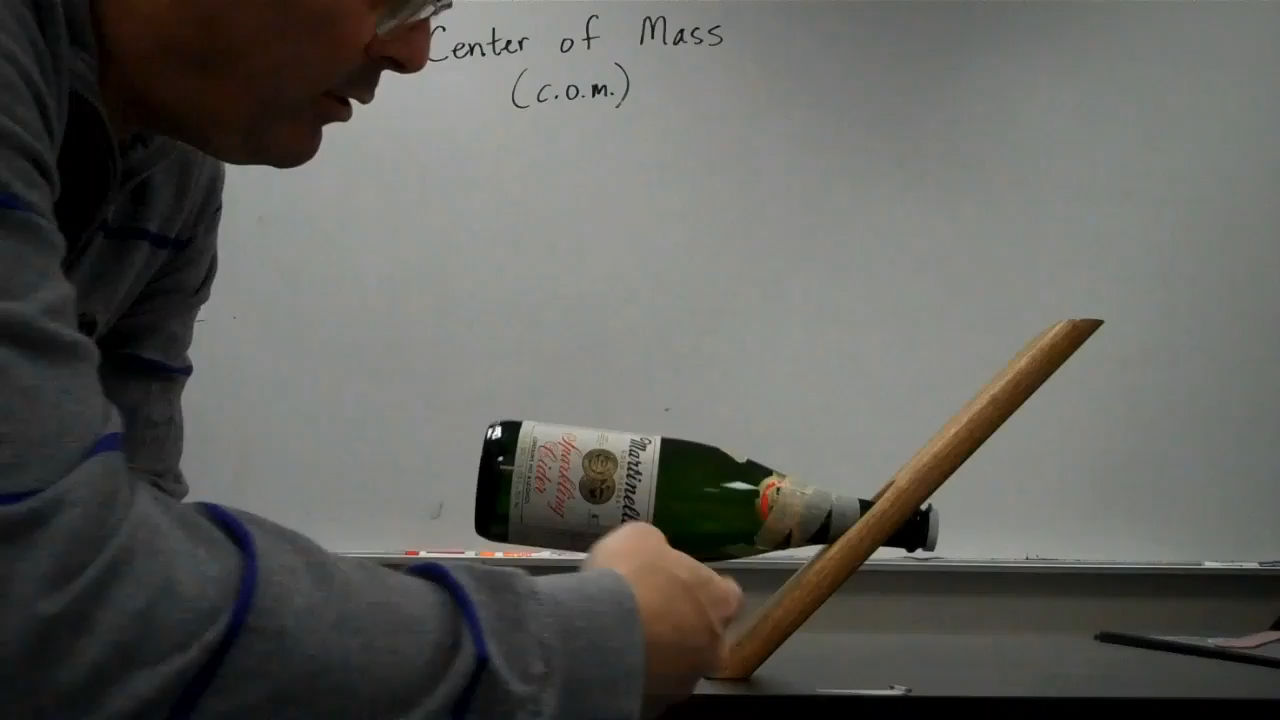 Center of Mass
(c.o.m.)
Martinelli
Sparkling
Cider